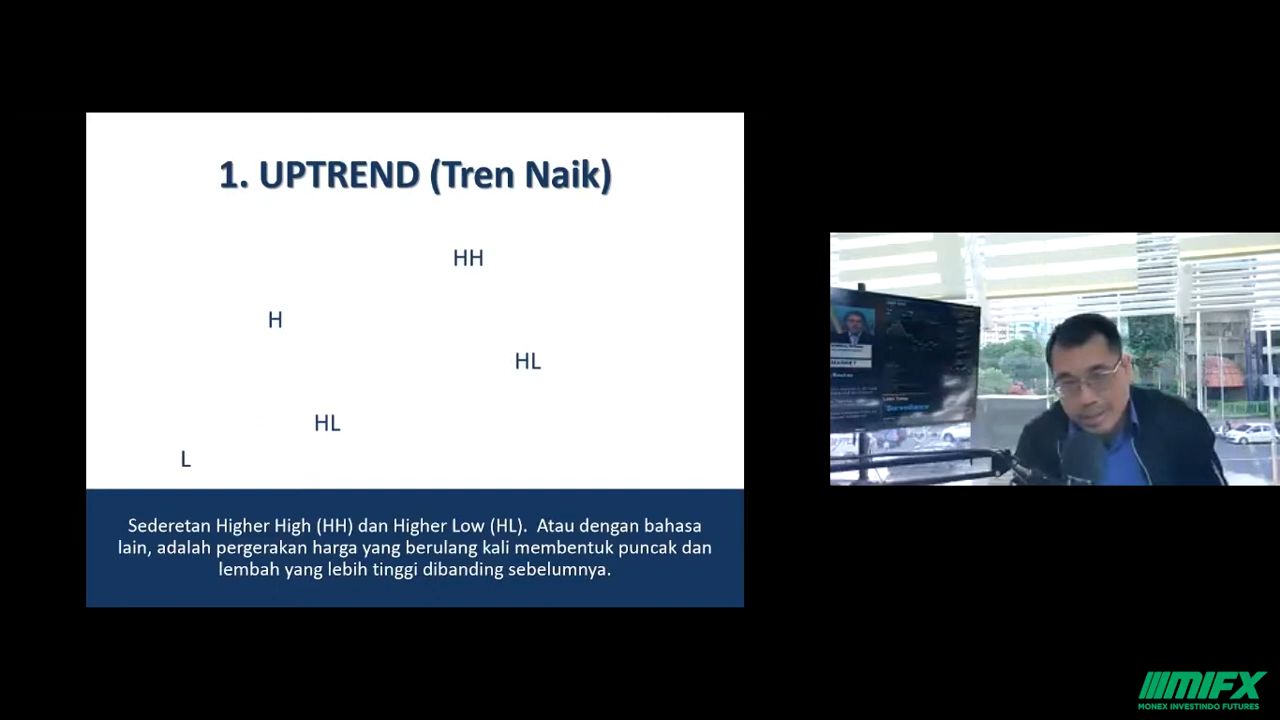 1. UPTREND (Tren Naik)
HH
H
HL
HL
L
Sederetan Higher High (HH) dan Higher Low (HL). Atau dengan bahasa
lain, adalah pergerakan harga yang berulang kali membentuk puncak dan
lembah yang lebih tinggi dibanding sebelumnya.
MIFX
MONEX INVESTINDO FUTURES